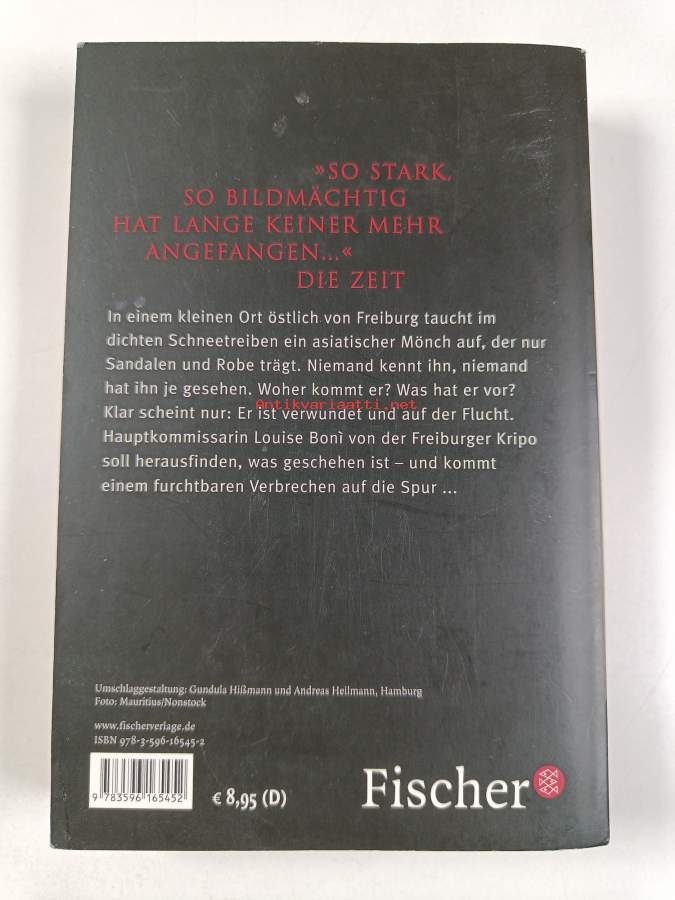 »SO STARK,
SO BILDMÄCHTIG
HAT LANGE KEINER MEHR
ANGEFANGEN...«
DIE ZEIT
In einem kleinen Ort östlich von Freiburg taucht im
dichten Schneetreiben ein asiatischer Mönch auf, der nur
Sandalen und Robe trägt. Niemand kennt ihn, niemand
hat ihn je gesehen. Woher kommt er? Was hat er vor?
Antikvariaatti.net
Klar scheint nur: Er ist verwundet und auf der Flucht.
Hauptkommissarin Louise Bonì von der Freiburger Kripo
soll herausfinden, was geschehen ist – und kommt
einem furchtbaren Verbrechen auf die Spur ...
Umschlaggestaltung: Gundula Hißmann und Andreas Heilmann, Hamburg
Foto: Mauritius/Nonstock
www.fischerverlage.de
ISBN 978-3-596-16545-2
9 783596 165452
€ 8,95 (D)
Fischer